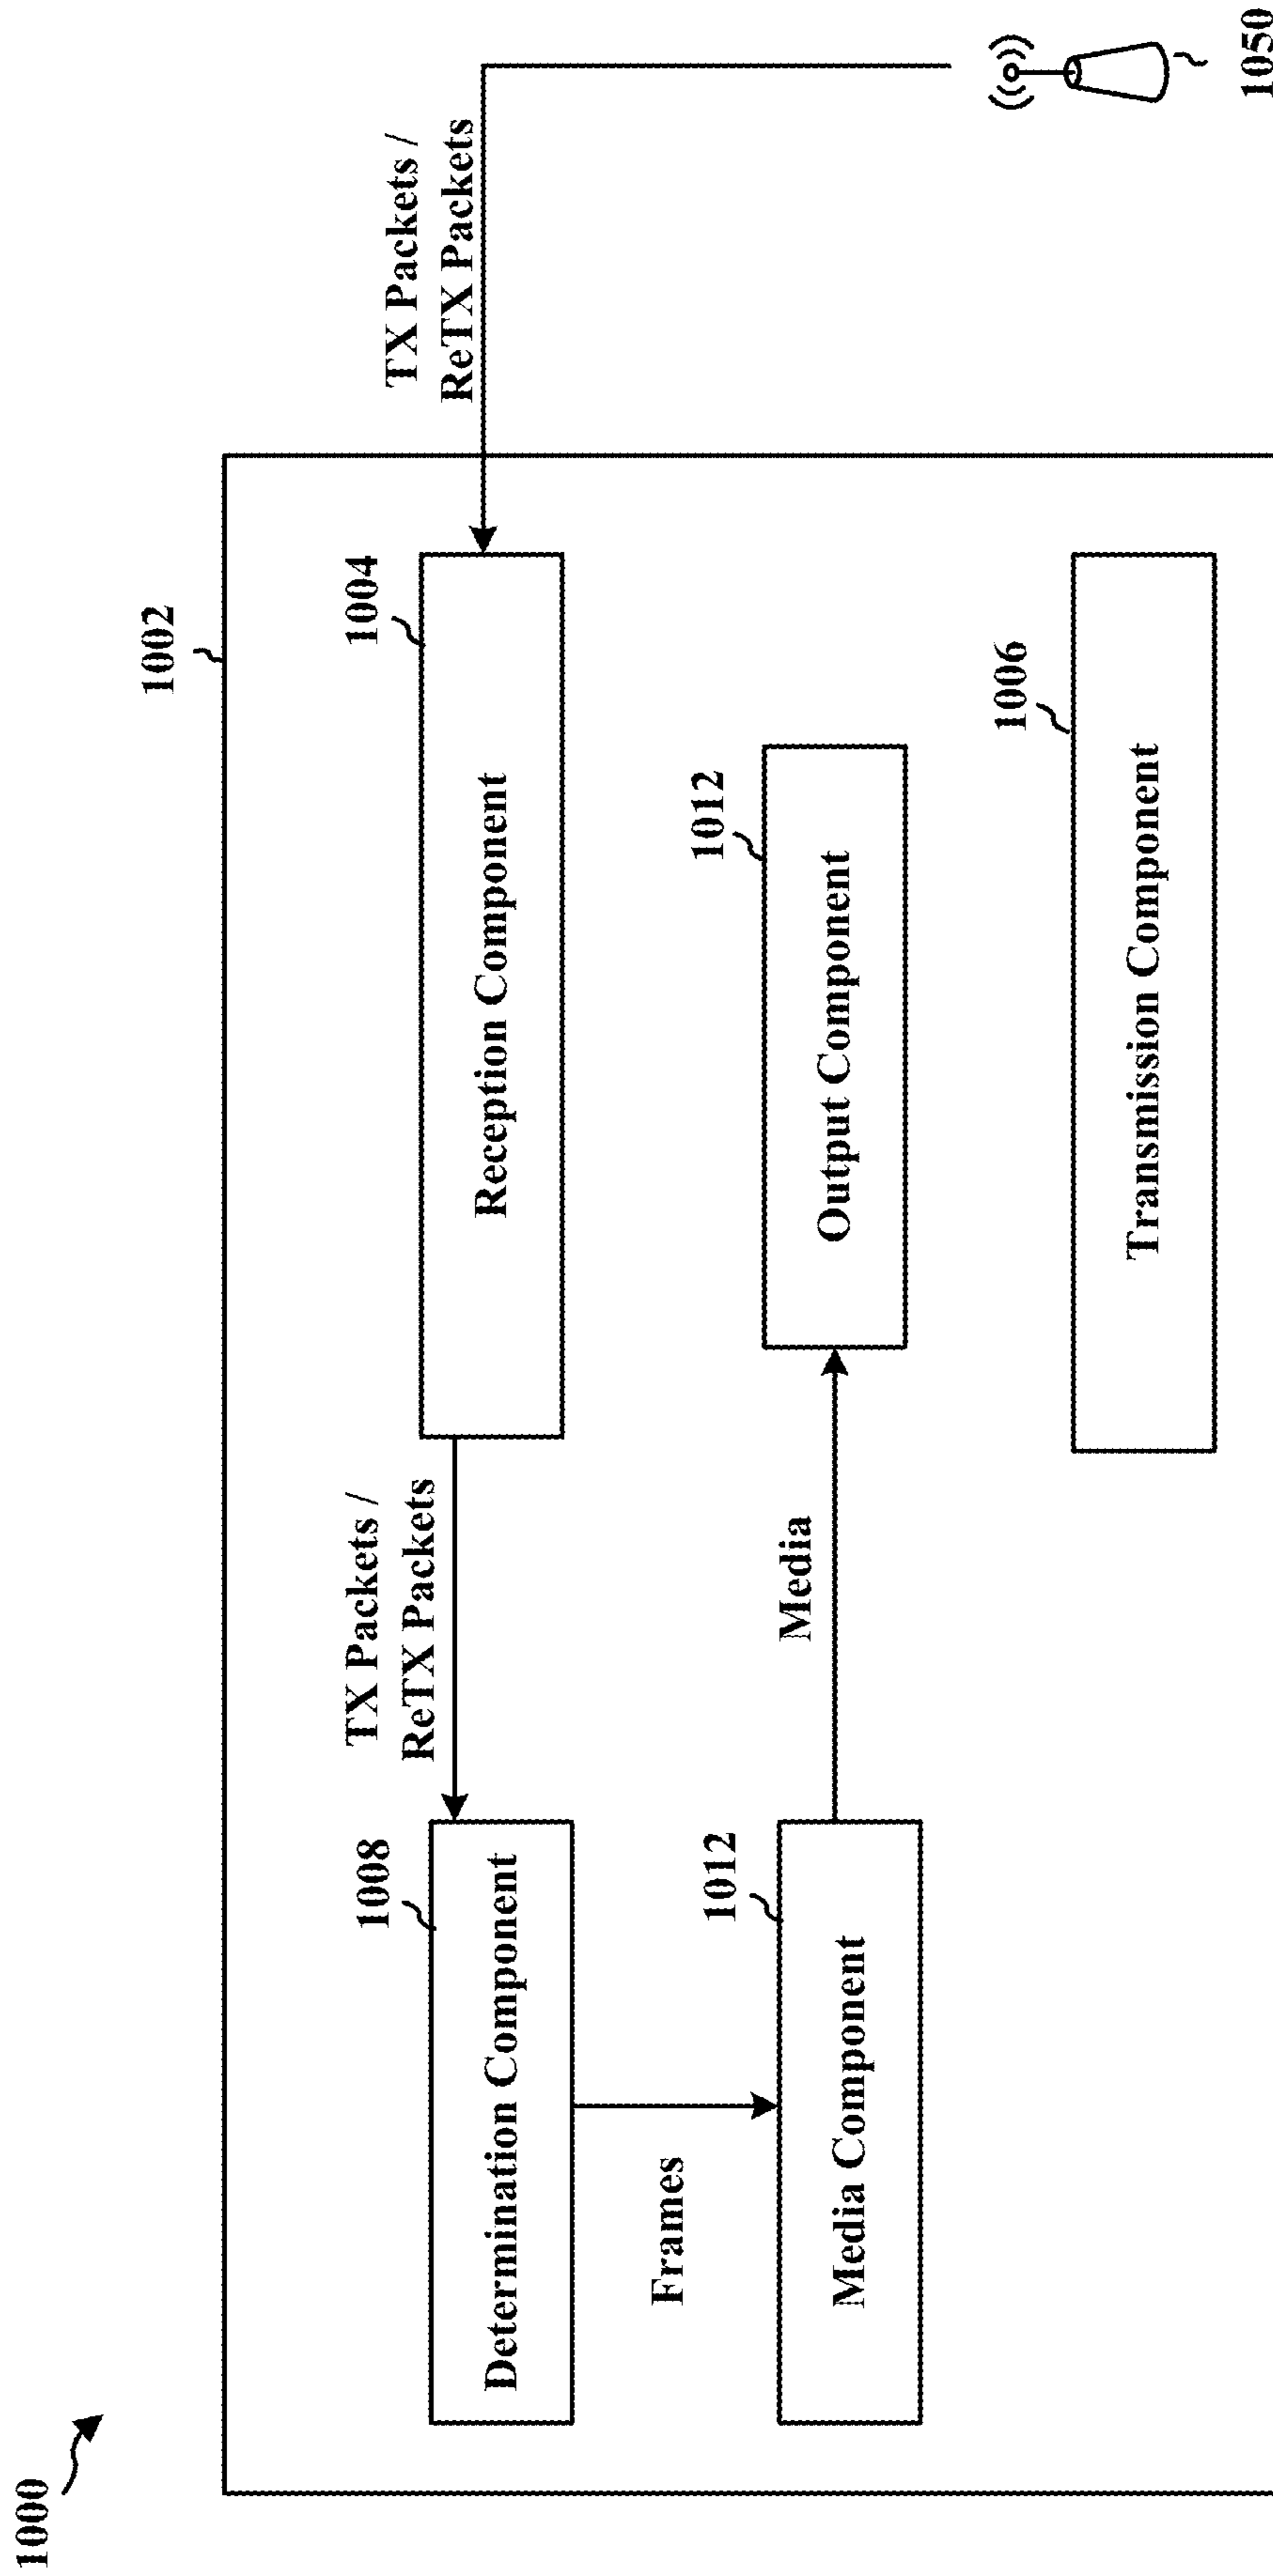 1000
1002
1008
Determination Component
TX Packets /
ReTX Packets
1004
Reception Component
TX Packets /
ReTX Packets
Frames
1012
Media Component
Media
1012
Output Component
1006
Transmission Component
1050